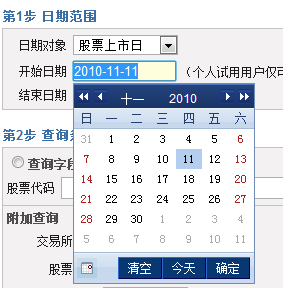 第1步 日期范围
日期对象 股票上市日
开始日期 2010-11-11 （个人试用用户仅可
结束日期
十一 2010
日 一 二 三 四 五 六
31 1 2 3 4 5 6
7 8 9 10 11 12 13
14 15 16 17 18 19 20
21 22 23 24 25 26 27
28 29 30 1 2 3 4
5 6 7 8 9 10 11
清空 今天 确定
第2步 查询
查询字段
股票代码
附加查询
交易所
股票